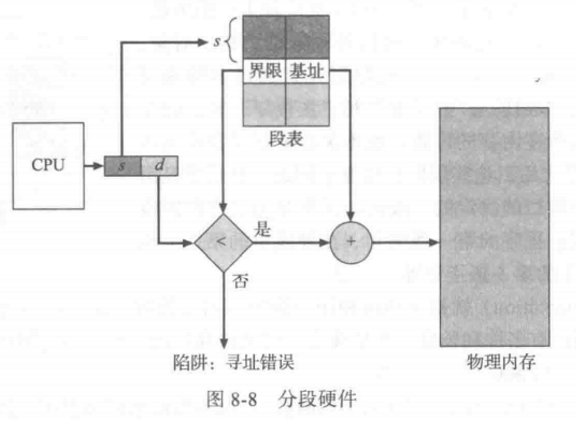 s
界限 基址
段表
CPU
s d
<
是
+
否
陷阱：寻址错误
物理内存
图 8-8 分段硬件